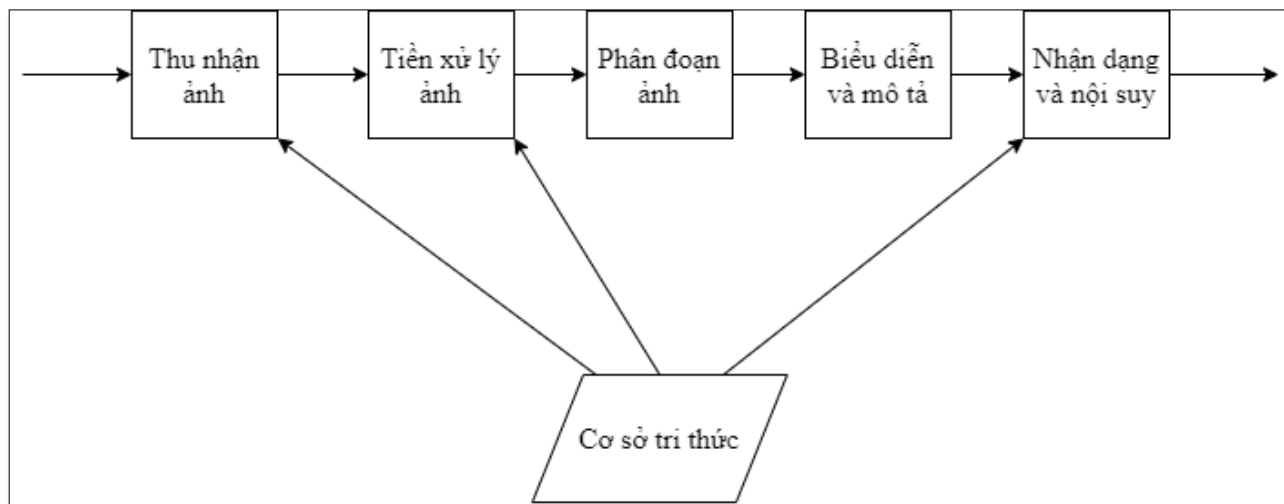 Thu nhận
ảnh
Tiền xử lý
ảnh
Phân đoạn
ảnh
Biểu diễn
và mô tả
Nhận dạng
và nội suy
Cơ sở tri thức